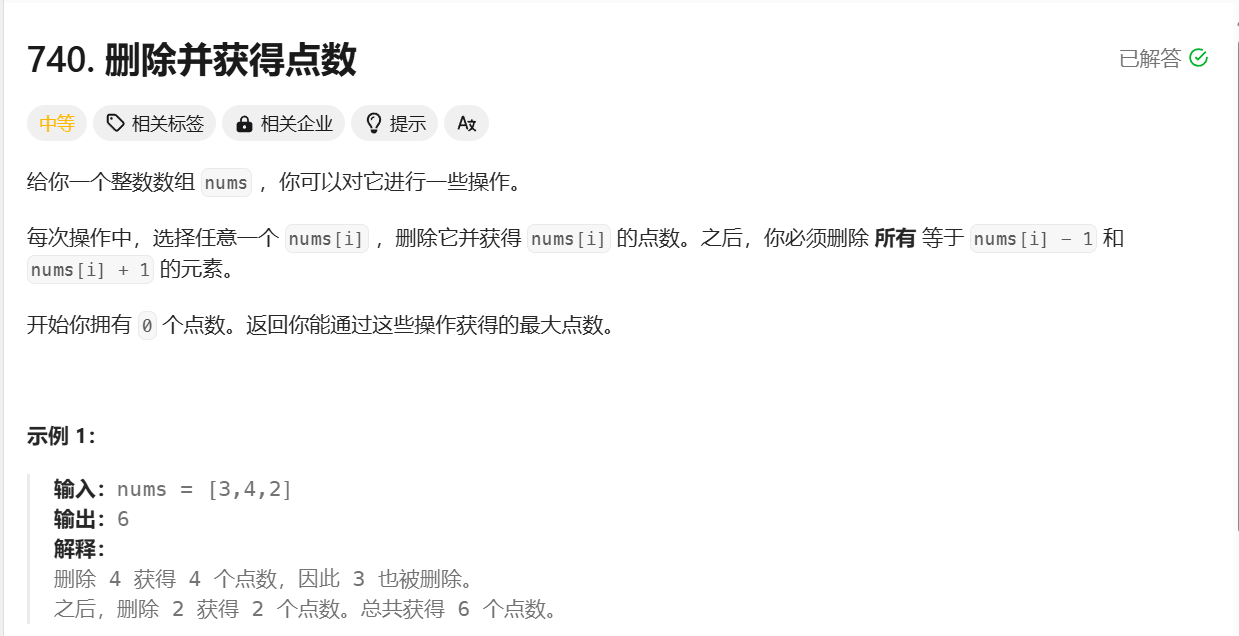 740. 删除并获得点数
已解答
中等
相关标签
相关企业
提示
给你一个整数数组 nums ，你可以对它进行一些操作。
每次操作中，选择任意一个 nums[i] ，删除它并获得 nums[i] 的点数。之后，你必须删除 所有 等于 nums[i] - 1 和
nums[i] + 1 的元素。
开始你拥有 0 个点数。返回你能通过这些操作获得的最大点数。
示例 1：
输入：nums = [3,4,2]
输出：6
解释：
删除 4 获得 4 个点数，因此 3 也被删除。
之后，删除 2 获得 2 个点数。总共获得 6 个点数。